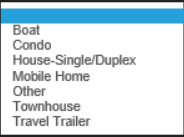 Boat
Condo
House-Single/Duplex
Mobile Home
Other
Townhouse
Travel Trailer